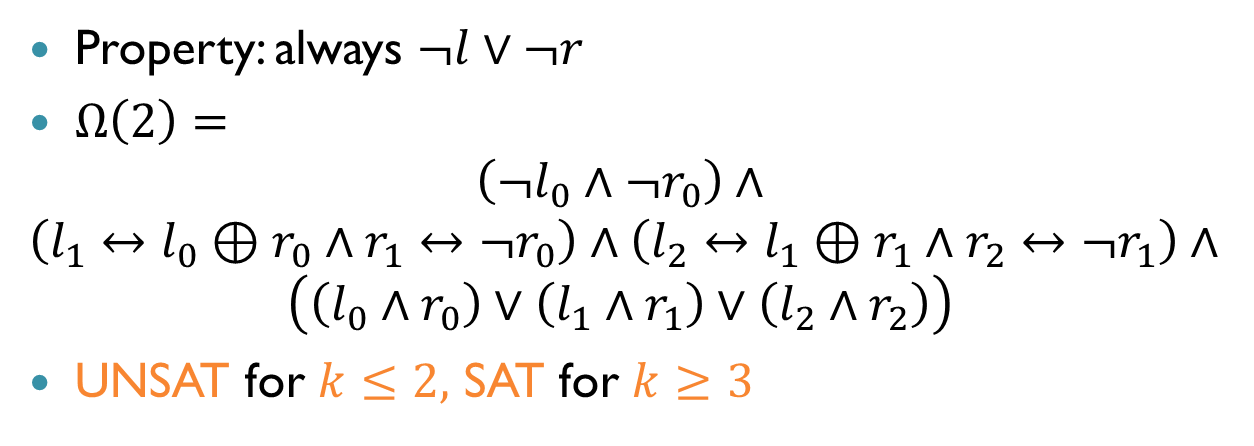 • Property: always ¬l ∨ ¬r
• Ω(2) =
(¬l₀ ∧ ¬r₀) ∧
(l₁ ↔ l₀ ⊕ r₀ ∧ r₁ ↔ ¬r₀) ∧ (l₂ ↔ l₁ ⊕ r₁ ∧ r₂ ↔ ¬r₁) ∧
((l₀ ∧ r₀) ∨ (l₁ ∧ r₁) ∨ (l₂ ∧ r₂))
• UNSAT for k ≤ 2, SAT for k ≥ 3